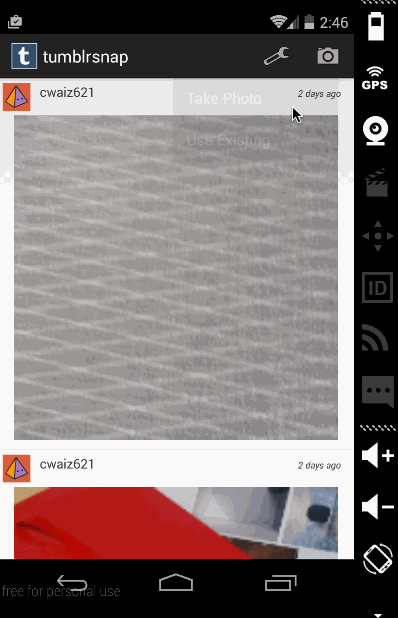 2:46
GPS
t tumblrsnap
cwaiz621
2 days ago
Take Photo
Use Existing
ID
cwaiz621
2 days ago
free for personal use